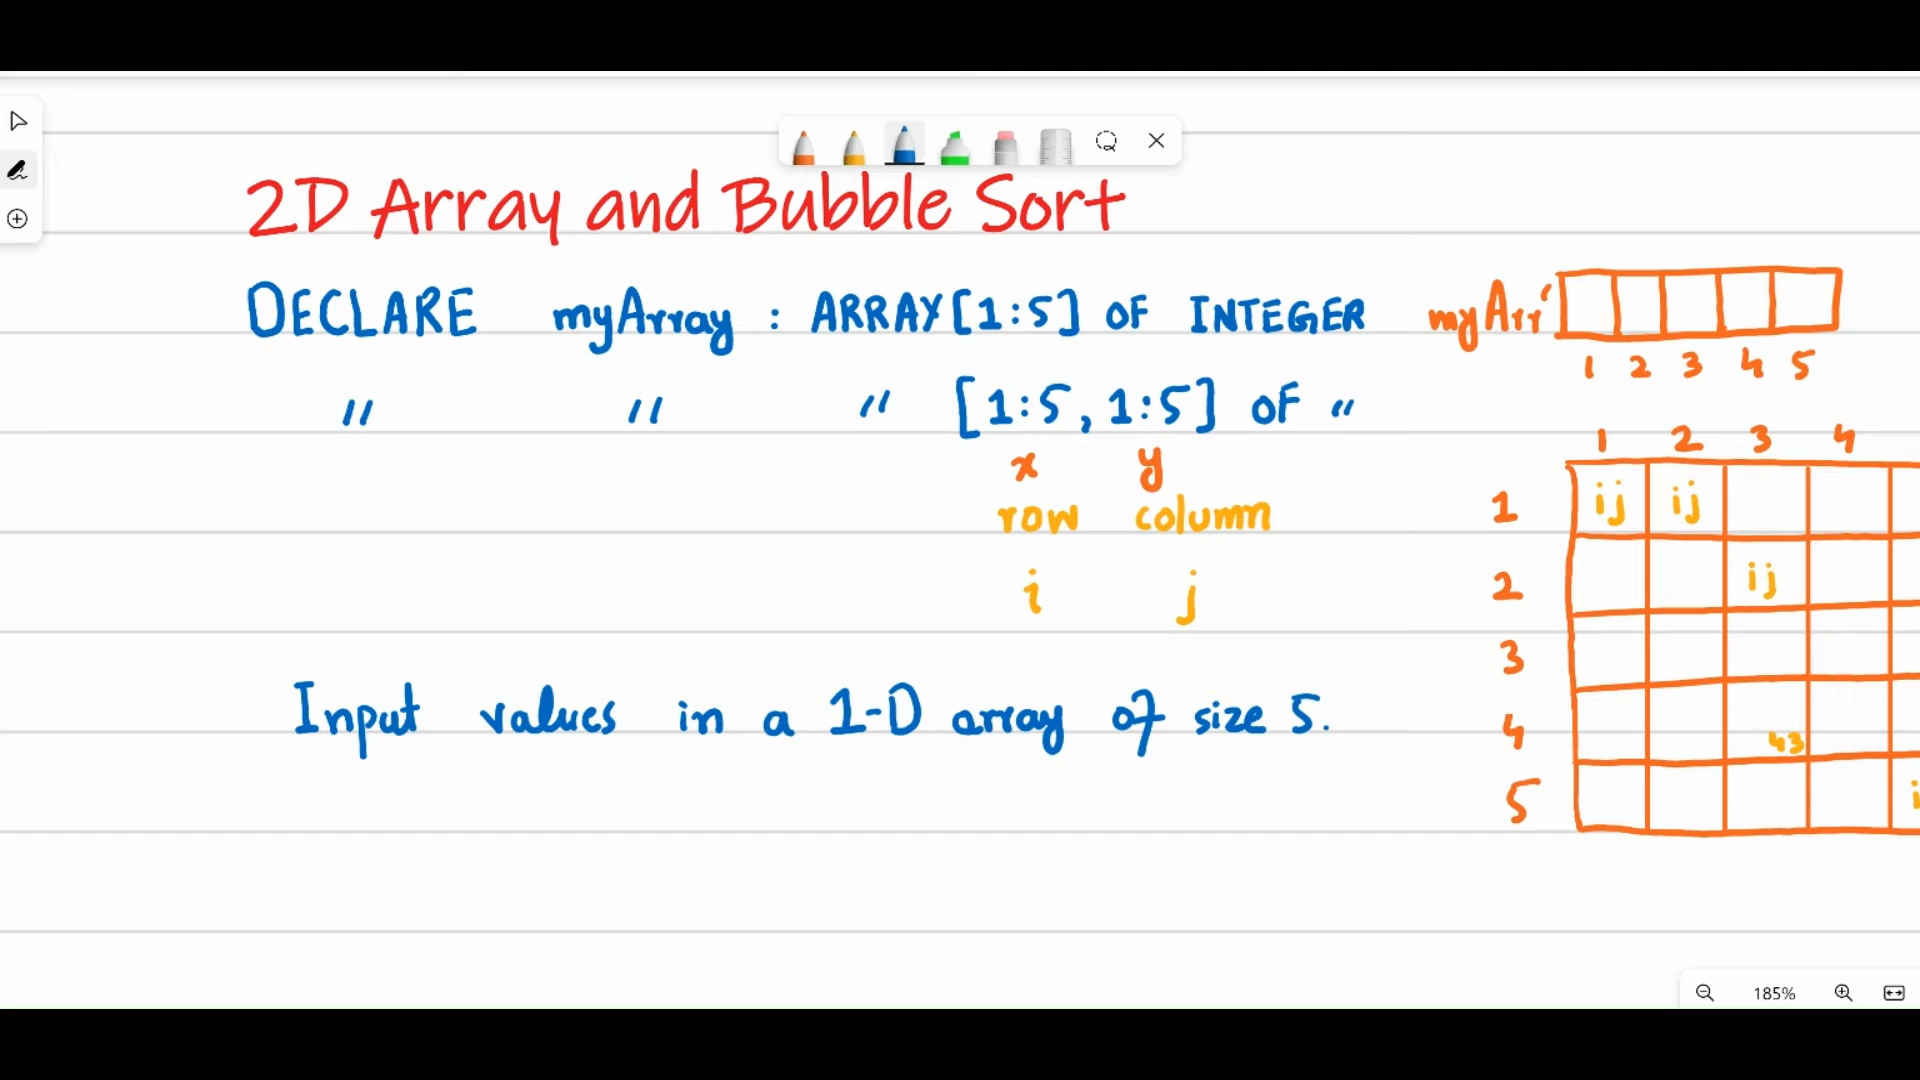 2D Array and Bubble Sort
DECLARE myArray : ARRAY[1:5] OF INTEGER
myArr
1 2 3 4 5
" " " [1:5, 1:5] OF "
x y
row column
i j
1 2 3 4
1 ij ij
2 ij
3
4 43
5 i
Input values in a 1-D array of size 5.
185%